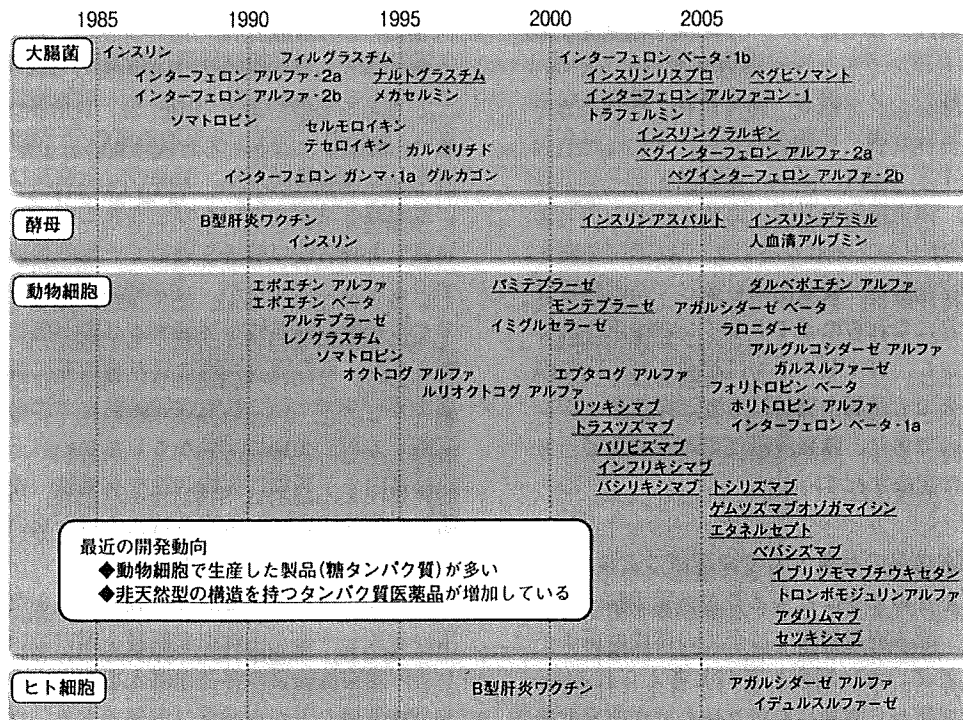 1985 1990 1995 2000 2005
大腸菌
インスリン
フィルグラスチム
インターフェロン ベータ-1b
インターフェロン アルファ-2a
ナルトグラスチム
インスリンリスプロ
ペグビソマント
インターフェロン アルファ-2b
メカセルミン
インターフェロン アルファコン-1
ソマトロピン
トラフェルミン
セルモロイキン
インスリングラルギン
テセロイキン
カルペリチド
ペグインターフェロン アルファ-2a
インターフェロン ガンマ-1a
グルカゴン
ペグインターフェロン アルファ-2b
酵母
B型肝炎ワクチン
インスリンアスパルト
インスリンデテミル
インスリン
人血清アルブミン
動物細胞
エポエチン アルファ
パミテプラーゼ
ダルベポエチン アルファ
エポエチン ベータ
モンテプラーゼ
アガルシダーゼ ベータ
アルテプラーゼ
イミグルセラーゼ
ラロニダーゼ
レノグラスチム
アルグルコシダーゼ アルファ
ソマトロピン
ガルスルファーゼ
オクトコグ アルファ
エプタコグ アルファ
ルリオクトコグ アルファ
フォリトロピン ベータ
リツキシマブ
ホリトロピン アルファ
トラスツズマブ
インターフェロン ベータ-1a
パリビズマブ
インフリキシマブ
バシリキシマブ
トシリズマブ
ゲムツズマブオゾガマイシン
エタネルセプト
ベバシズマブ
イブリツモマブチウキセタン
トロンボモジュリンアルファ
アダリムマブ
セツキシマブ
最近の開発動向
◆動物細胞で生産した製品(糖タンパク質)が多い
◆非天然型の構造を持つタンパク質医薬品が増加している
ヒト細胞
B型肝炎ワクチン
アガルシダーゼ アルファ
イデュルスルファーゼ